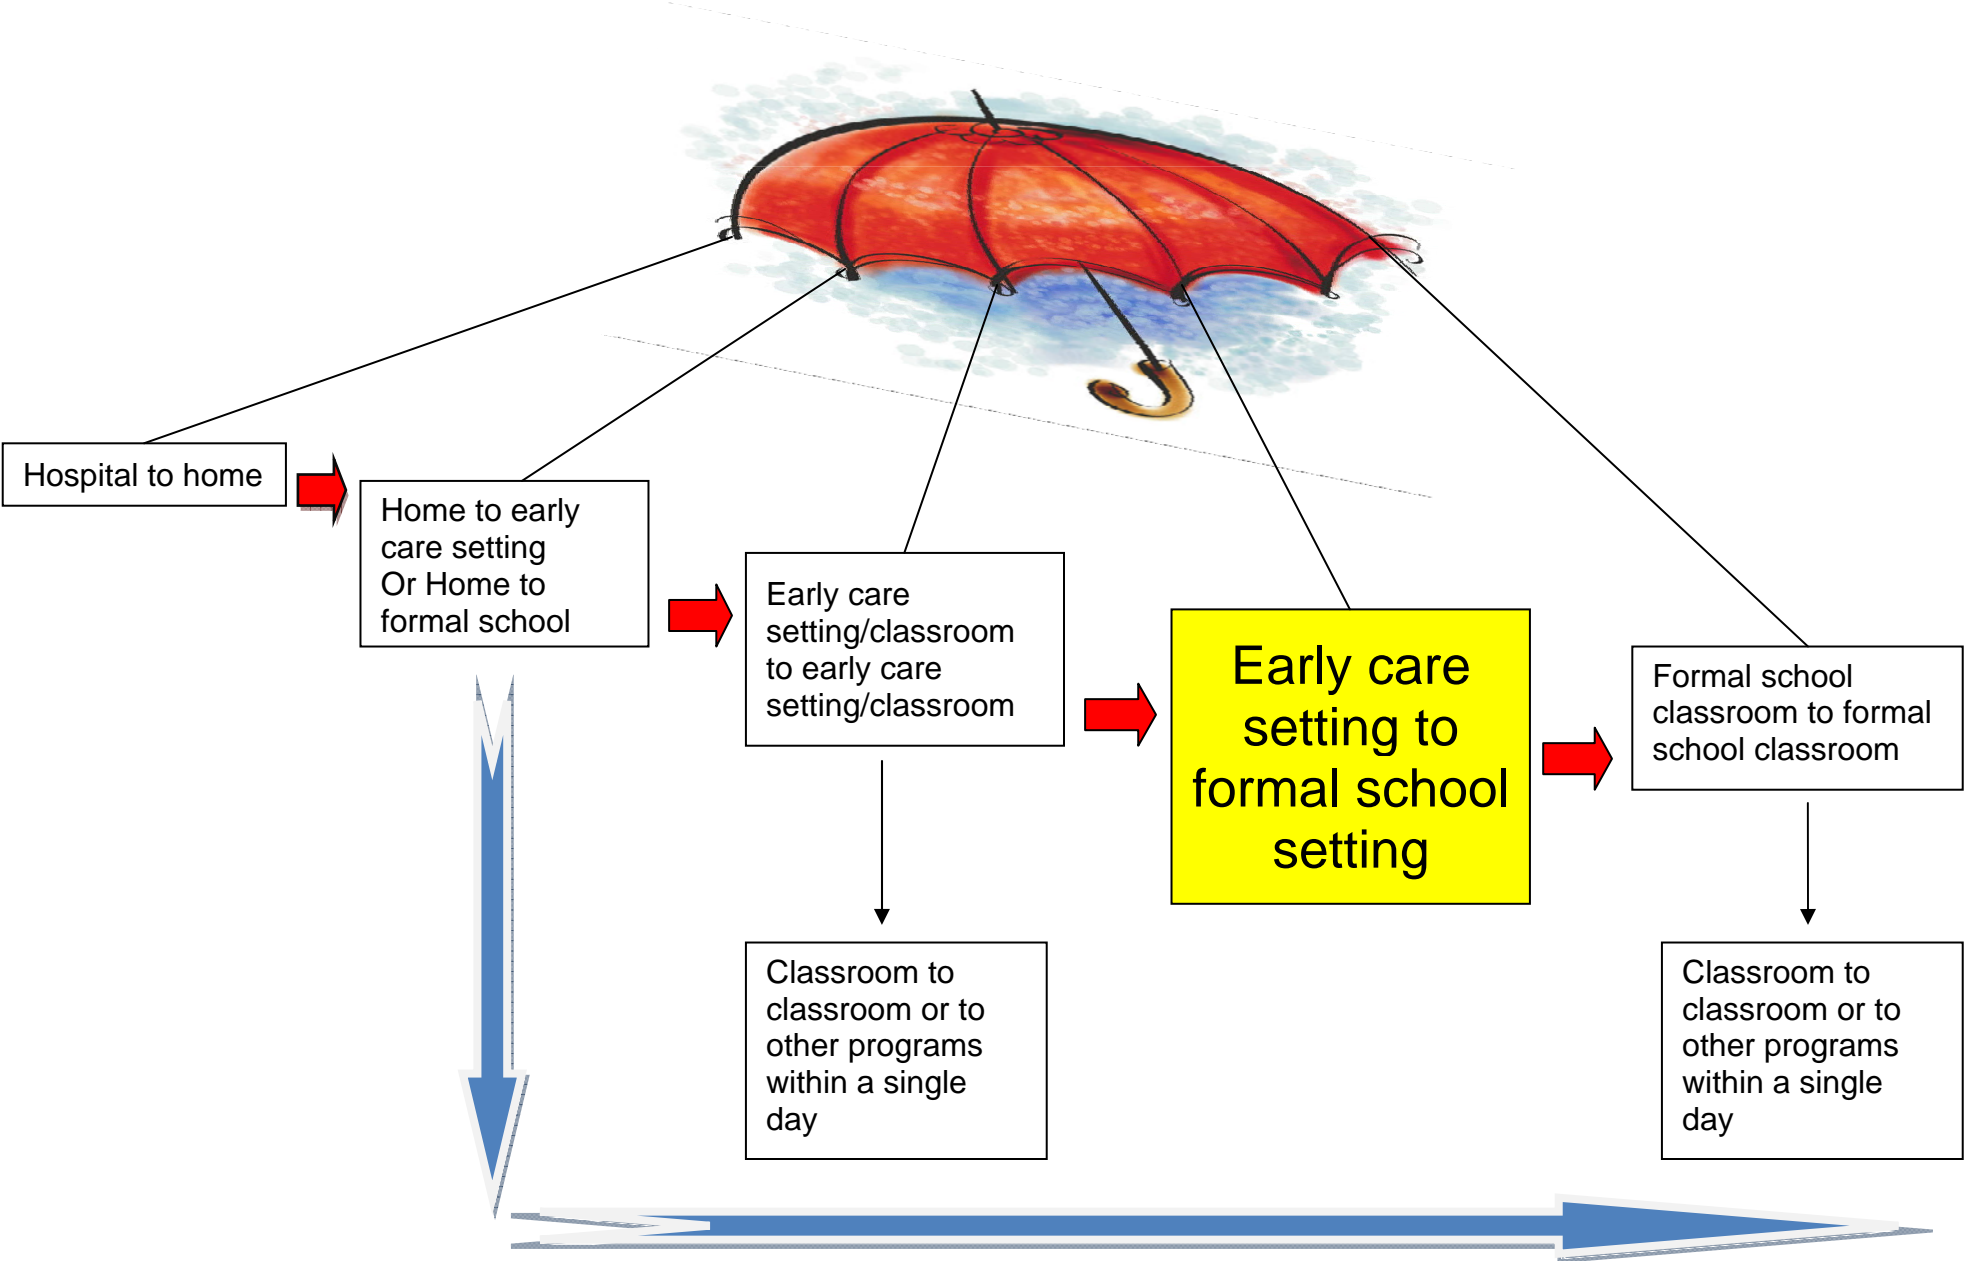 Hospital to home
Home to early
care setting
Or Home to
formal school
Early care
setting/classroom
to early care
setting/classroom
Early care
setting to
formal school
setting
Formal school
classroom to formal
school classroom
Classroom to
classroom or to
other programs
within a single
day
Classroom to
classroom or to
other programs
within a single
day